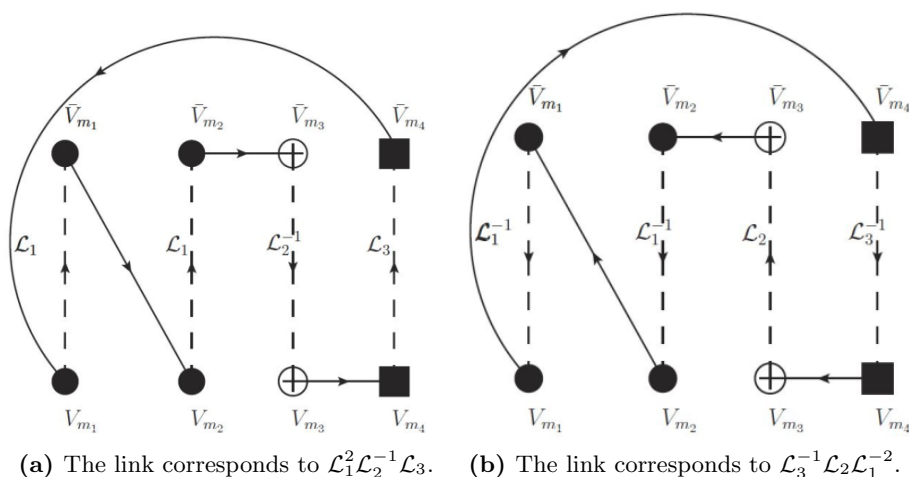 V̄_{m_1} V̄_{m_2} V̄_{m_3} V̄_{m_4}
ℒ_1 ℒ_1 ℒ_2^{-1} ℒ_3
V_{m_1} V_{m_2} V_{m_3} V_{m_4}
(a) The link corresponds to ℒ_1^2ℒ_2^{-1}ℒ_3.
V̄_{m_1} V̄_{m_2} V̄_{m_3} V̄_{m_4}
ℒ_1^{-1} ℒ_1^{-1} ℒ_2 ℒ_3^{-1}
V_{m_1} V_{m_2} V_{m_3} V_{m_4}
(b) The link corresponds to ℒ_3^{-1}ℒ_2ℒ_1^{-2}.